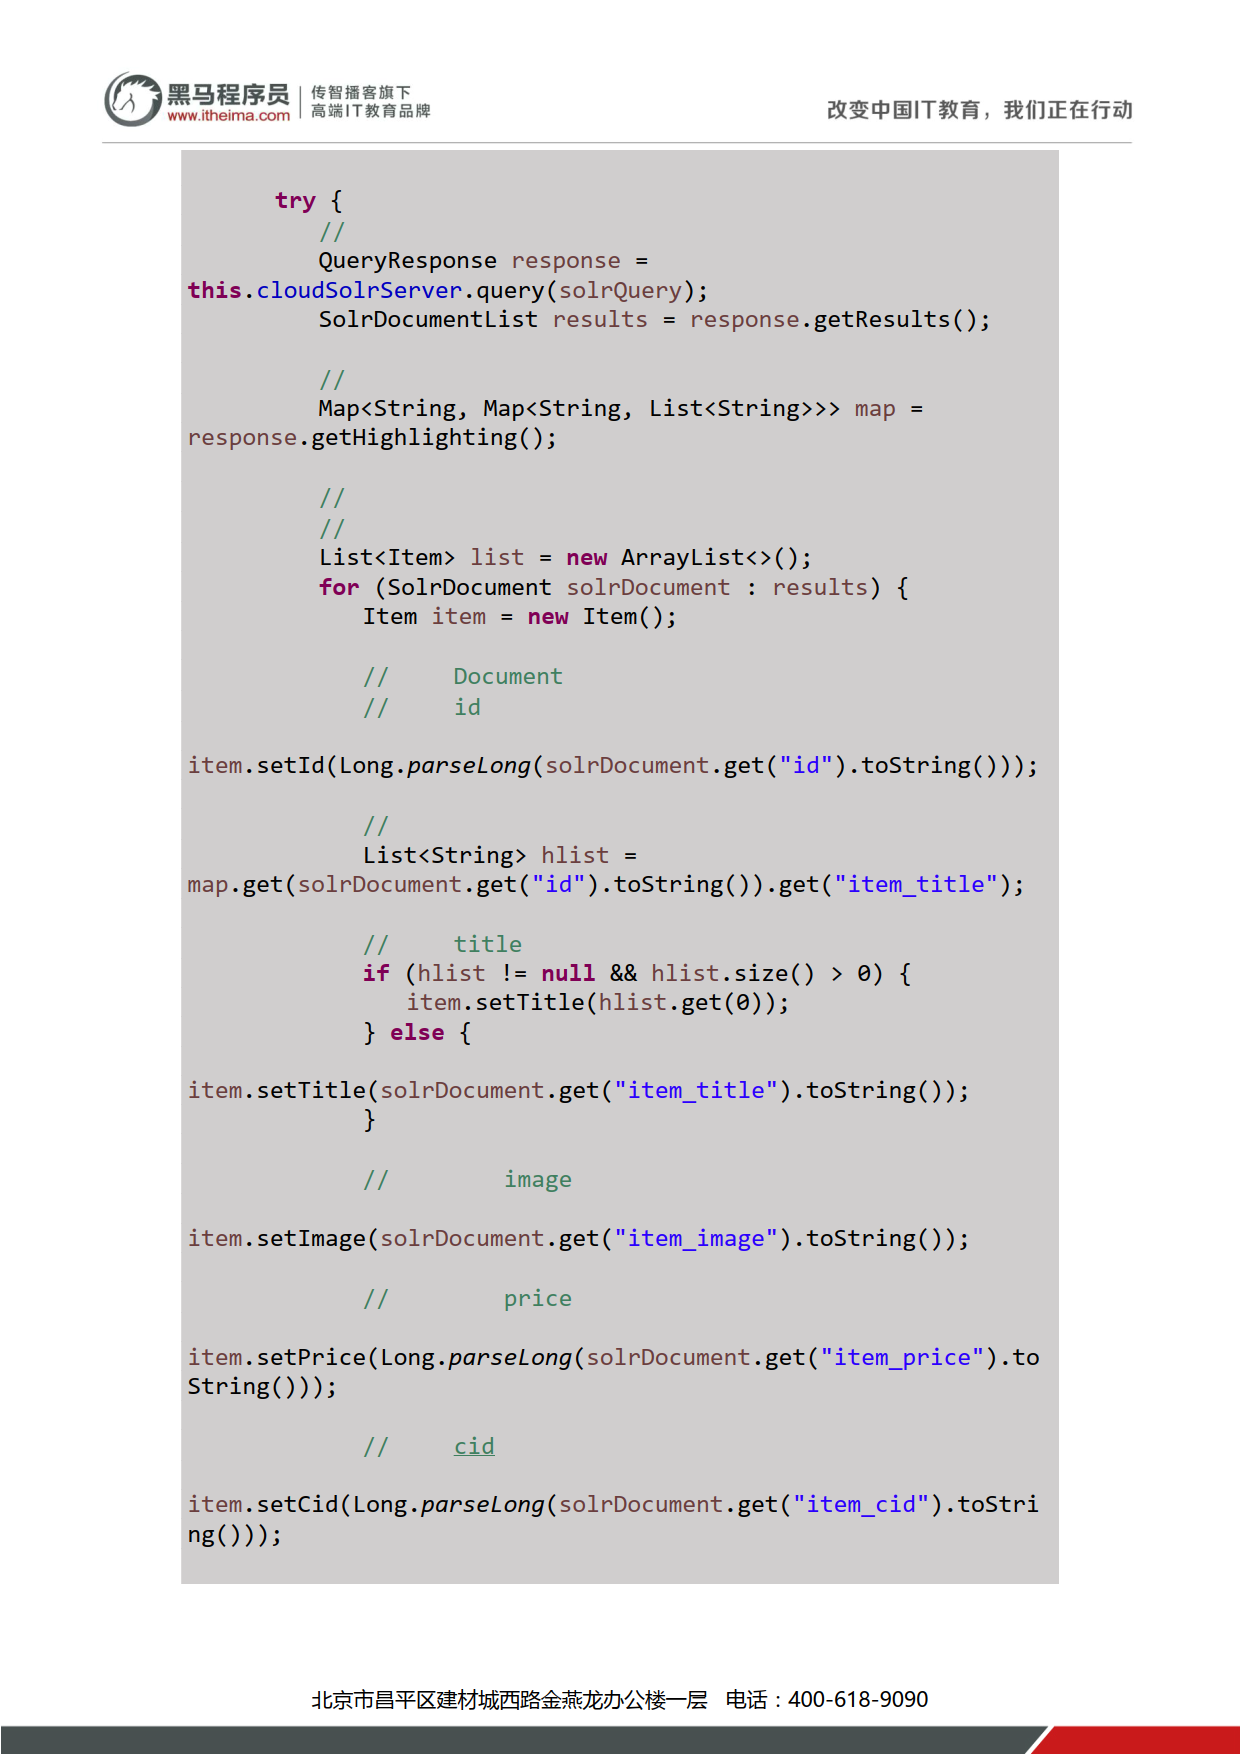 黑马程序员
www.itheima.com
传智播客旗下
高端IT教育品牌
改变中国IT教育，我们正在行动
try {
//
QueryResponse response =
this.cloudSolrServer.query(solrQuery);
SolrDocumentList results = response.getResults();
//
Map<String, Map<String, List<String>>> map =
response.getHighlighting();
//
//
List<Item> list = new ArrayList<>();
for (SolrDocument solrDocument : results) {
Item item = new Item();
// Document
// id
item.setId(Long.parseLong(solrDocument.get("id").toString()));
//
List<String> hlist =
map.get(solrDocument.get("id").toString()).get("item_title");
// title
if (hlist != null && hlist.size() > 0) {
item.setTitle(hlist.get(0));
} else {
item.setTitle(solrDocument.get("item_title").toString());
}
// image
item.setImage(solrDocument.get("item_image").toString());
// price
item.setPrice(Long.parseLong(solrDocument.get("item_price").to
String()));
// cid
item.setCid(Long.parseLong(solrDocument.get("item_cid").toStri
ng()));
北京市昌平区建材城西路金燕龙办公楼一层 电话：400-618-9090